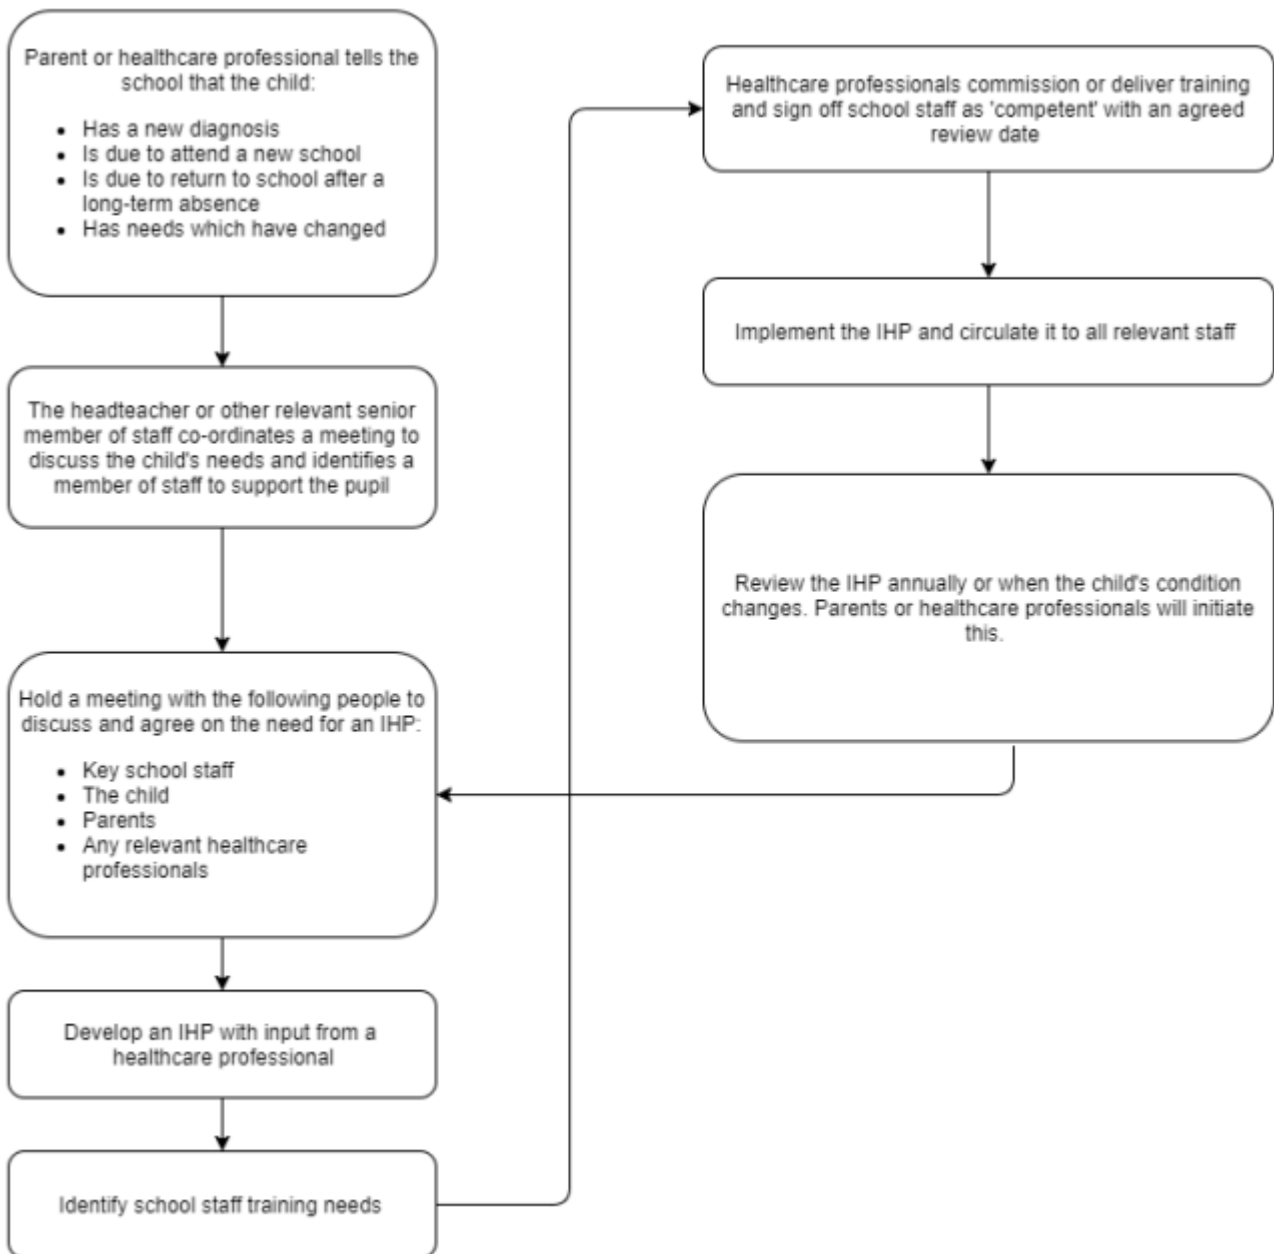 Parent or healthcare professional tells the
school that the child:
• Has a new diagnosis
• Is due to attend a new school
• Is due to return to school after a
long-term absence
• Has needs which have changed
The headteacher or other relevant senior
member of staff co-ordinates a meeting to
discuss the child's needs and identifies a
member of staff to support the pupil
Hold a meeting with the following people to
discuss and agree on the need for an IHP:
• Key school staff
• The child
• Parents
• Any relevant healthcare
professionals
Develop an IHP with input from a
healthcare professional
Identify school staff training needs
Healthcare professionals commission or deliver training
and sign off school staff as 'competent' with an agreed
review date
Implement the IHP and circulate it to all relevant staff
Review the IHP annually or when the child's condition
changes. Parents or healthcare professionals will initiate
this.